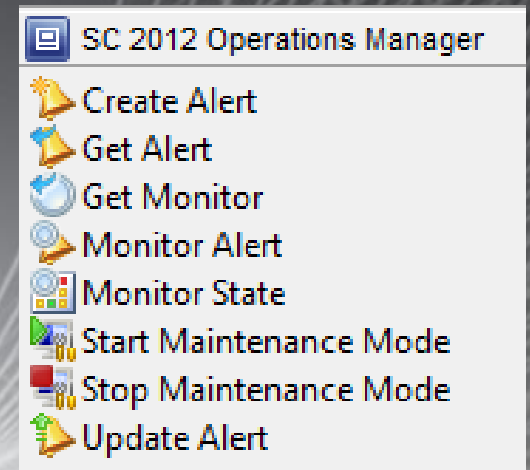 SC 2012 Operations Manager
Create Alert
Get Alert
Get Monitor
Monitor Alert
Monitor State
Start Maintenance Mode
Stop Maintenance Mode
Update Alert